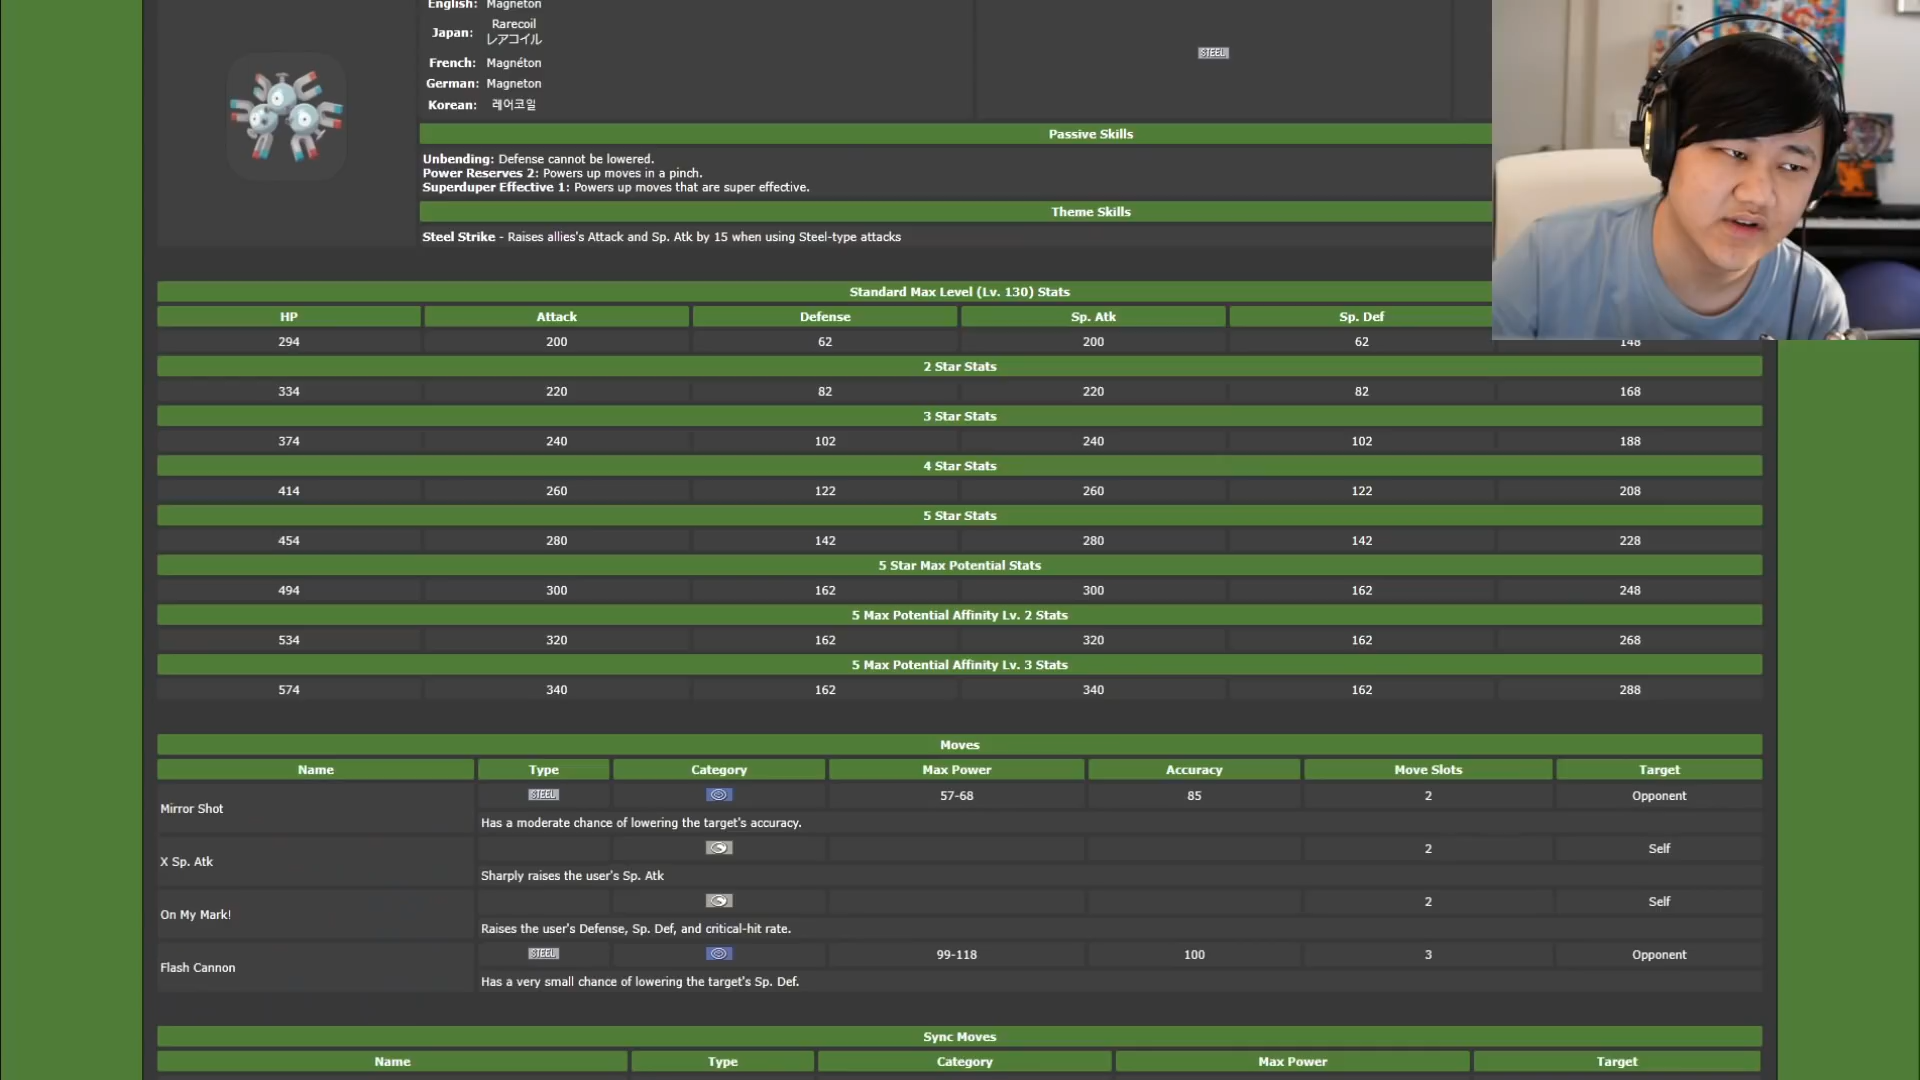 English: Magneton
Japan: Rarecoil
レアコイル
French: Magnéton
German: Magneton
Korean: 레어코일
STEEL
Passive Skills
Unbending: Defense cannot be lowered.
Power Reserves 2: Powers up moves in a pinch.
Superduper Effective 1: Powers up moves that are super effective.
Theme Skills
Steel Strike - Raises allies's Attack and Sp. Atk by 15 when using Steel-type attacks
Standard Max Level (Lv. 130) Stats
HP Attack Defense Sp. Atk Sp. Def
294 200 62 200 62 148
2 Star Stats
334 220 82 220 82 168
3 Star Stats
374 240 102 240 102 188
4 Star Stats
414 260 122 260 122 208
5 Star Stats
454 280 142 280 142 228
5 Star Max Potential Stats
494 300 162 300 162 248
5 Max Potential Affinity Lv. 2 Stats
534 320 162 320 162 268
5 Max Potential Affinity Lv. 3 Stats
574 340 162 340 162 288
Moves
Name Type Category Max Power Accuracy Move Slots Target
Mirror Shot STEEL 57-68 85 2 Opponent
Has a moderate chance of lowering the target's accuracy.
X Sp. Atk 2 Self
Sharply raises the user's Sp. Atk
On My Mark! 2 Self
Raises the user's Defense, Sp. Def, and critical-hit rate.
Flash Cannon STEEL 99-118 100 3 Opponent
Has a very small chance of lowering the target's Sp. Def.
Sync Moves
Name Type Category Max Power Target